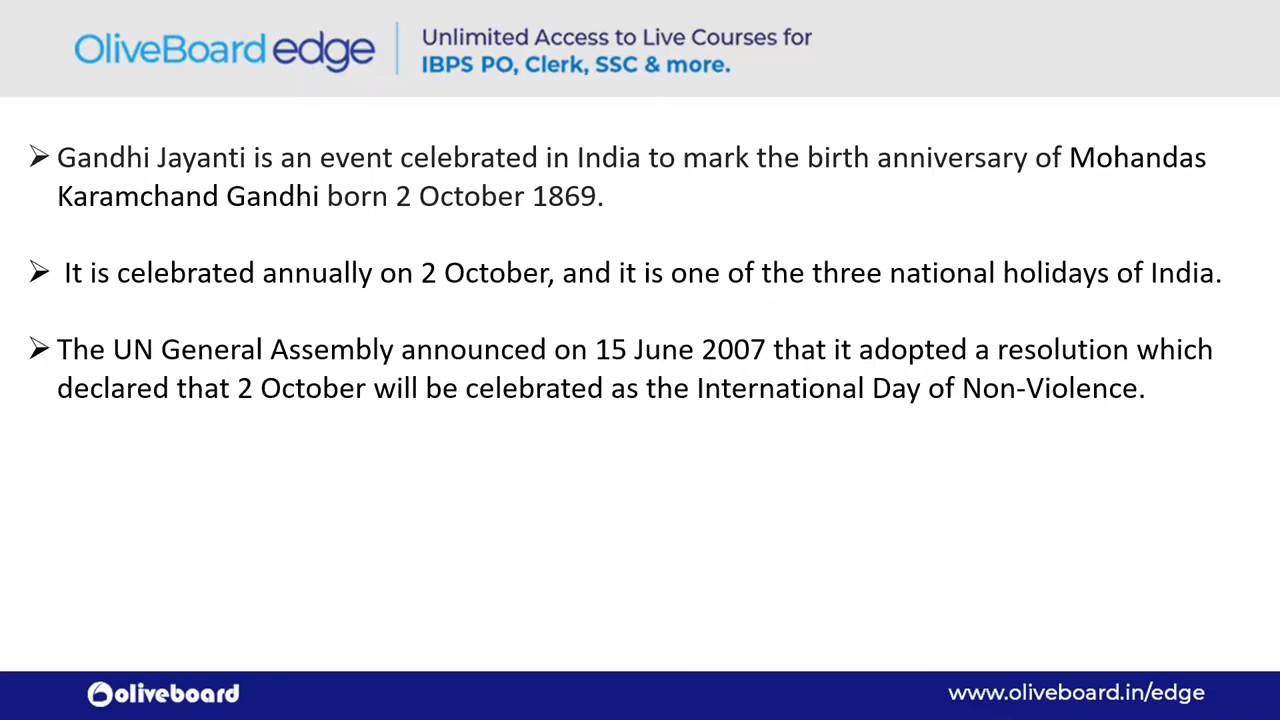 OliveBoard edge
Unlimited Access to Live Courses for
IBPS PO, Clerk, SSC & more.
➢ Gandhi Jayanti is an event celebrated in India to mark the birth anniversary of Mohandas
Karamchand Gandhi born 2 October 1869.
➢ It is celebrated annually on 2 October, and it is one of the three national holidays of India.
➢ The UN General Assembly announced on 15 June 2007 that it adopted a resolution which
declared that 2 October will be celebrated as the International Day of Non-Violence.
oliveboard
www.oliveboard.in/edge